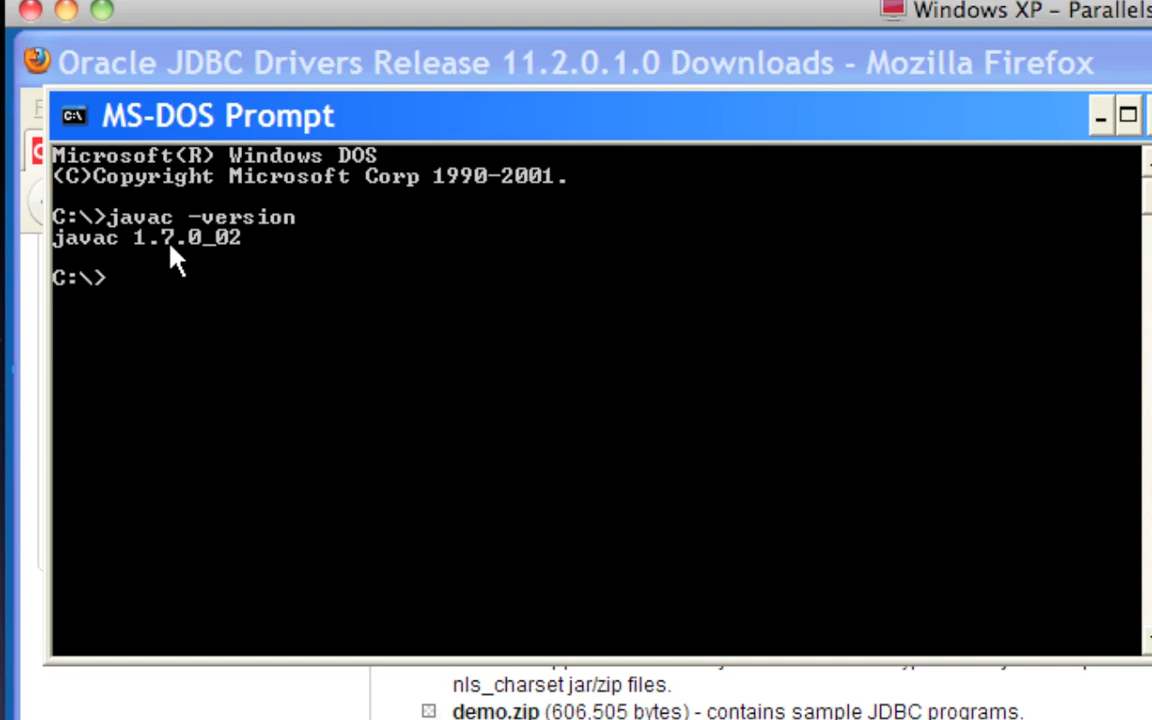 Windows XP - Parallels
Oracle JDBC Drivers Release 11.2.0.1.0 Downloads - Mozilla Firefox
MS-DOS Prompt
Microsoft(R) Windows DOS
(C)Copyright Microsoft Corp 1990-2001.
C:\>javac -version
javac 1.7.0_02
C:\>
nls_charset jar/zip files.
demo.zip (606,505 bytes) - contains sample JDBC programs.